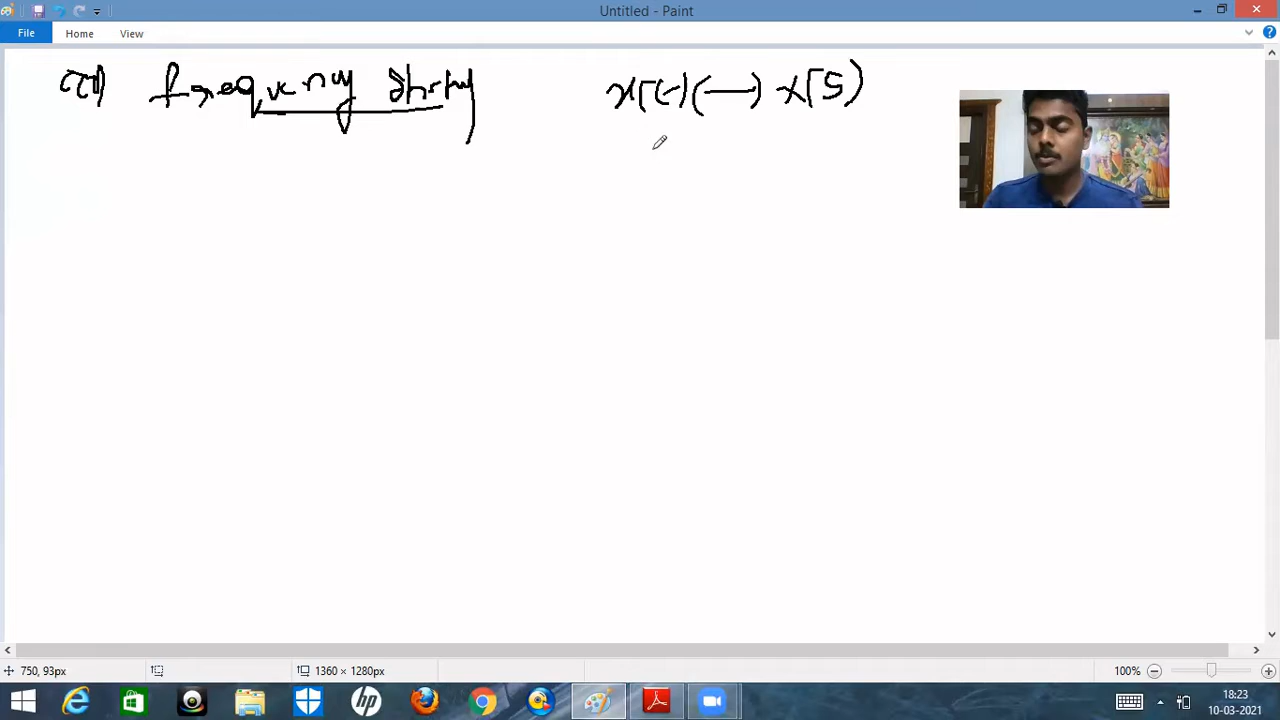 Untitled - Paint
File Home View
frequency shifting x(t) ⟷ X(S)
750, 93px 1360 × 1280px 100%
18:23
10-03-2021